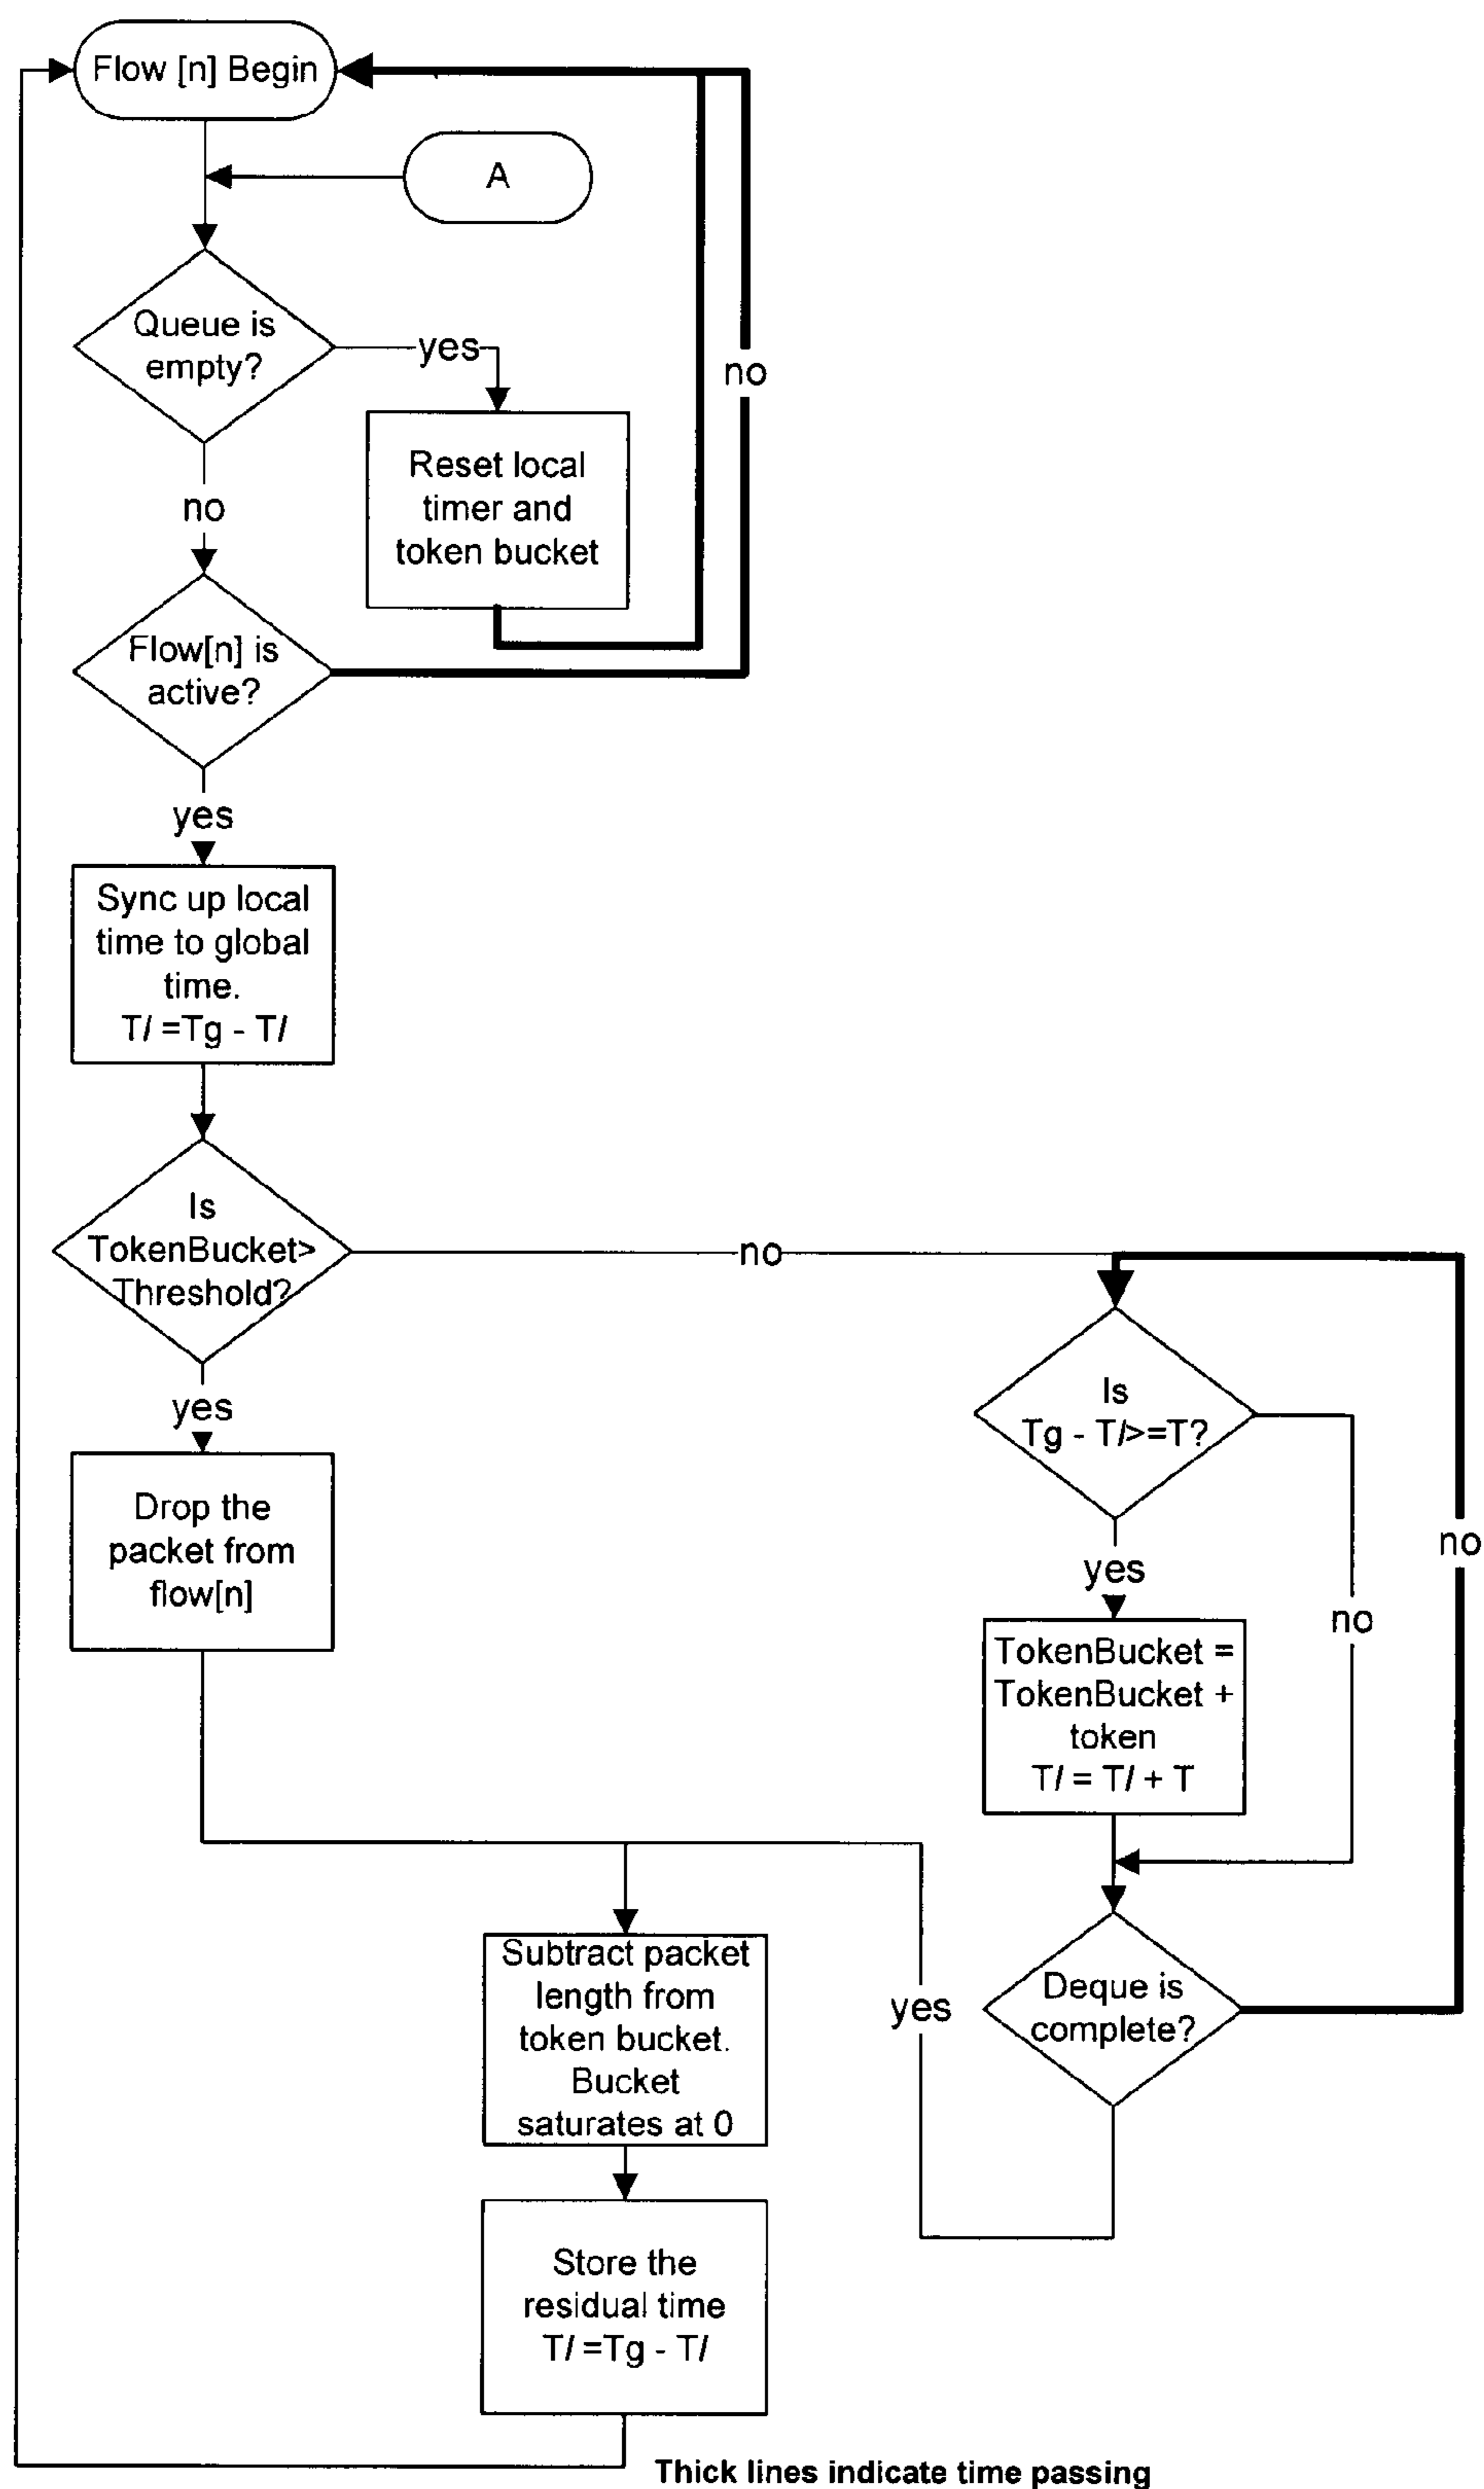 Flow [n] Begin
A
Queue is
empty?
yes
no
Reset local
timer and
token bucket
no
Flow[n] is
active?
yes
Sync up local
time to global
time.
Tl =Tg - Tl
Is
TokenBucket>
Threshold?
no
yes
Is
Tg - Tl>=T?
yes
no
no
Drop the
packet from
flow[n]
TokenBucket =
TokenBucket +
token
Tl = Tl + T
Subtract packet
length from
token bucket.
Bucket
saturates at 0
yes
Deque is
complete?
Store the
residual time
Tl =Tg - Tl
Thick lines indicate time passing